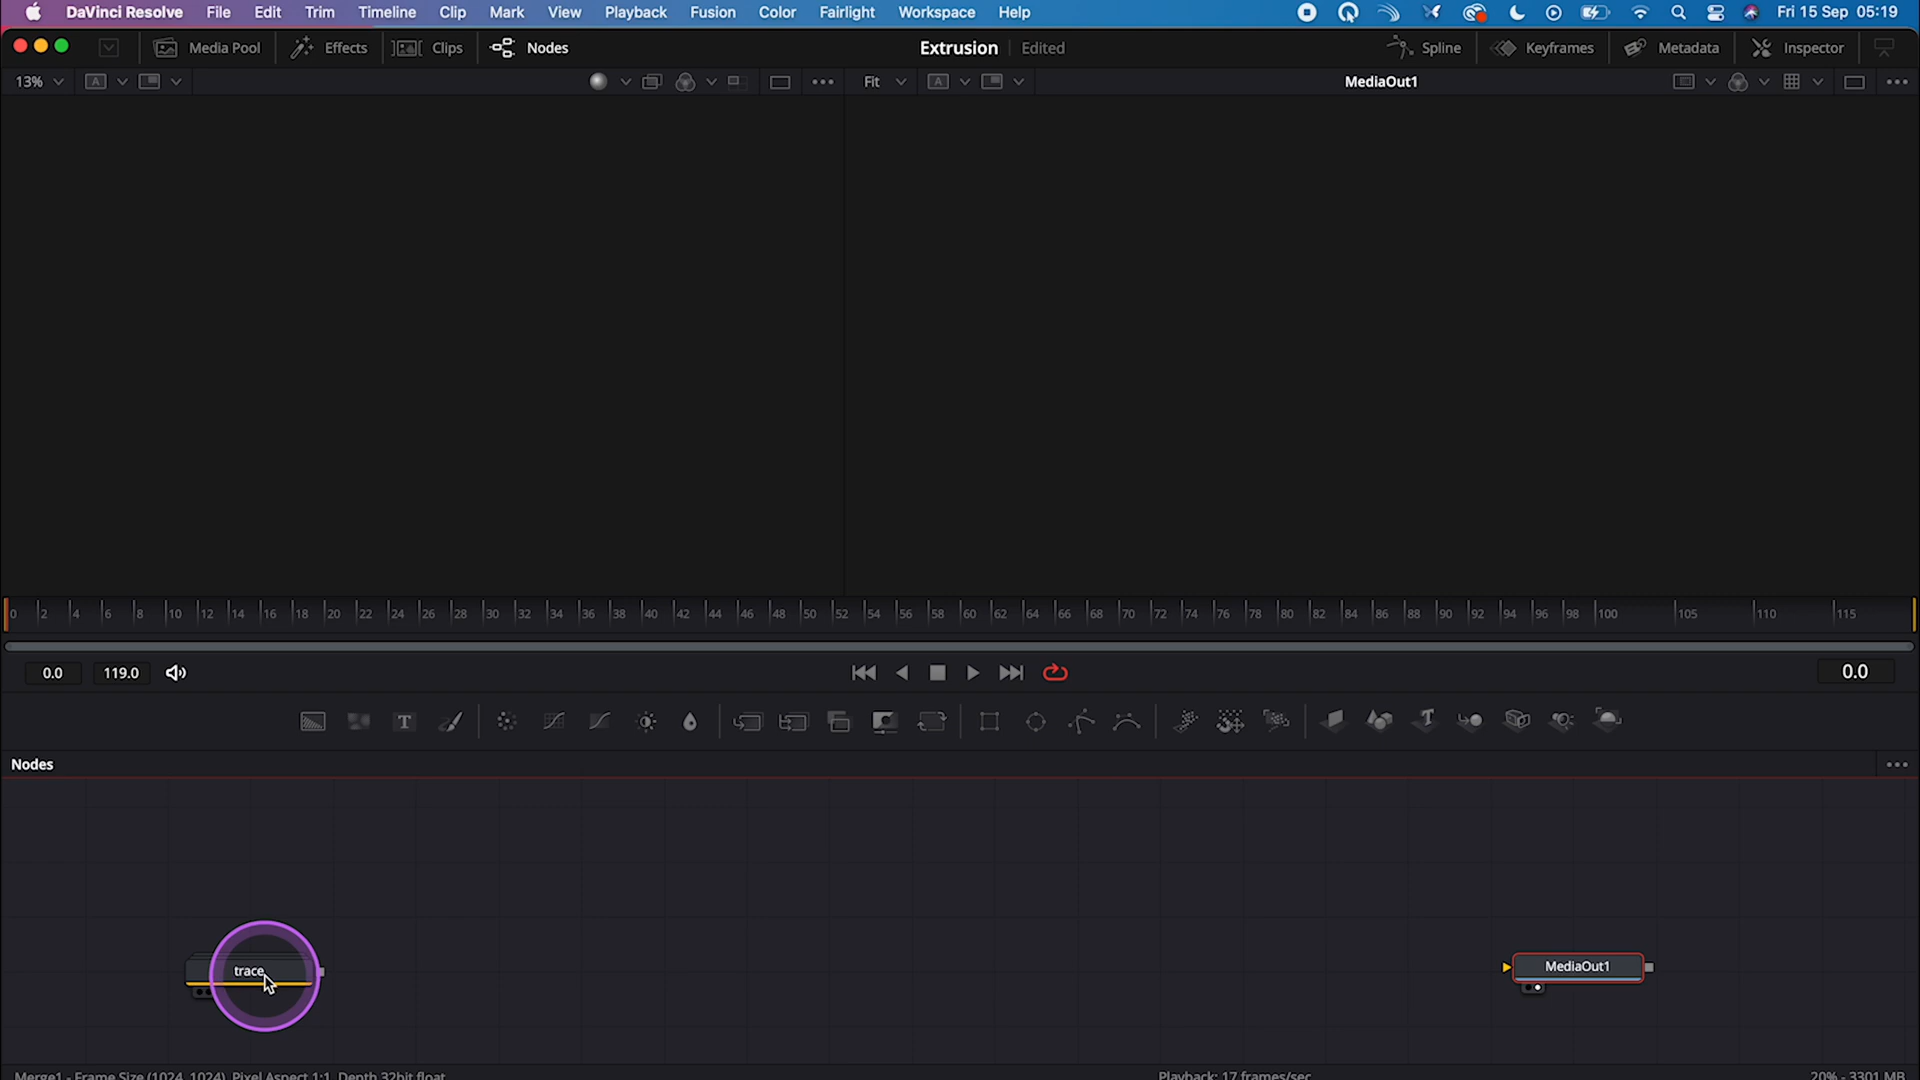 DaVinci Resolve File Edit Trim Timeline Clip Mark View Playback Fusion Color Fairlight Workspace Help Fri 15 Sep 05:19
Media Pool Effects Clips Nodes Extrusion Edited Spline Keyframes Metadata Inspector
13% A Fit A MediaOut1
0 2 4 6 8 10 12 14 16 18 20 22 24 26 28 30 32 34 36 38 40 42 44 46 48 50 52 54 56 58 60 62 64 66 68 70 72 74 76 78 80 82 84 86 88 90 92 94 96 98 100 105 110 115
0.0 119.0 0.0
T T
Nodes
trace MediaOut1
Merge1 - Frame Size (1024, 1024), Pixel Aspect 1:1, Depth 32bit float Playback: 17 frames/sec 20% - 3301 MB